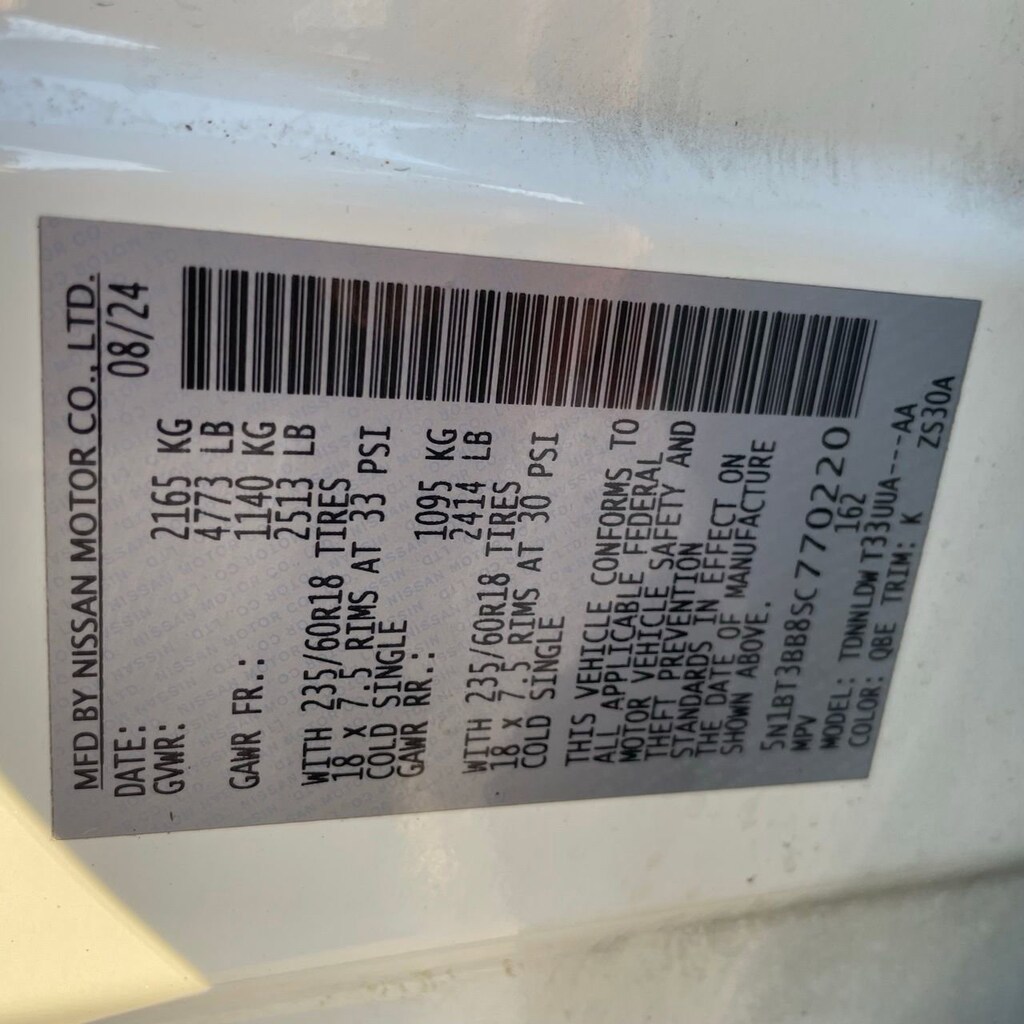 MFD BY NISSAN MOTOR CO., LTD.
DATE: 08/24
GVWR: 2165 KG
4773 LB
GAWR FR.: 1140 KG
2513 LB
WITH 235/60R18 TIRES
18 X 7.5 RIMS AT 33 PSI
COLD SINGLE
GAWR RR.: 1095 KG
2414 LB
WITH 235/60R18 TIRES
18 X 7.5 RIMS AT 30 PSI
COLD SINGLE
THIS VEHICLE CONFORMS TO
ALL APPLICABLE FEDERAL
MOTOR VEHICLE SAFETY AND
THEFT PREVENTION
STANDARDS IN EFFECT ON
THE DATE OF MANUFACTURE
SHOWN ABOVE.
5N1BT3BB8SC770220
MPV 162
MODEL: TDNNLDW T33UUA---AA
COLOR: QBE TRIM: K ZS30A